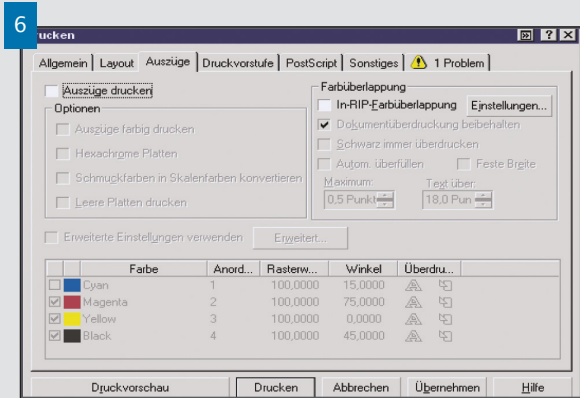 6
rucken
Allgemein Layout Auszüge Druckvorstufe PostScript Sonstiges 1 Problem
Auszüge drucken
Optionen
Auszüge farbig drucken
Hexachrome Platten
Schmuckfarben in Skalenfarben konvertieren
Leere Platten drucken
Farbüberlappung
In-RIP-Farbüberlappung Einstellungen...
Dokumentüberdruckung beibehalten
Schwarz immer überdrucken
Autom. überfüllen Feste Breite
Maximum: Text über:
0,5 Punkt 18,0 Pun
Erweiterte Einstellungen verwenden Erweitert...
Farbe Anord... Rasterw... Winkel Überdru...
Cyan 1 100,0000 15,0000
Magenta 2 100,0000 75,0000
Yellow 3 100,0000 0,0000
Black 4 100,0000 45,0000
Druckvorschau Drucken Abbrechen Übernehmen Hilfe